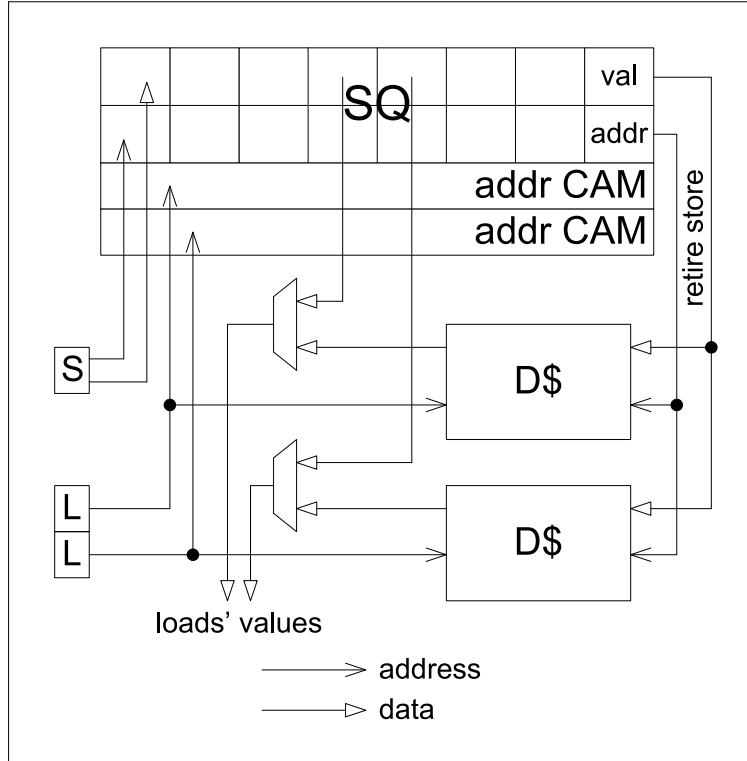 val
SQ
addr
addr CAM
addr CAM
retire store
S
D$
L
L
D$
loads’ values
address
data